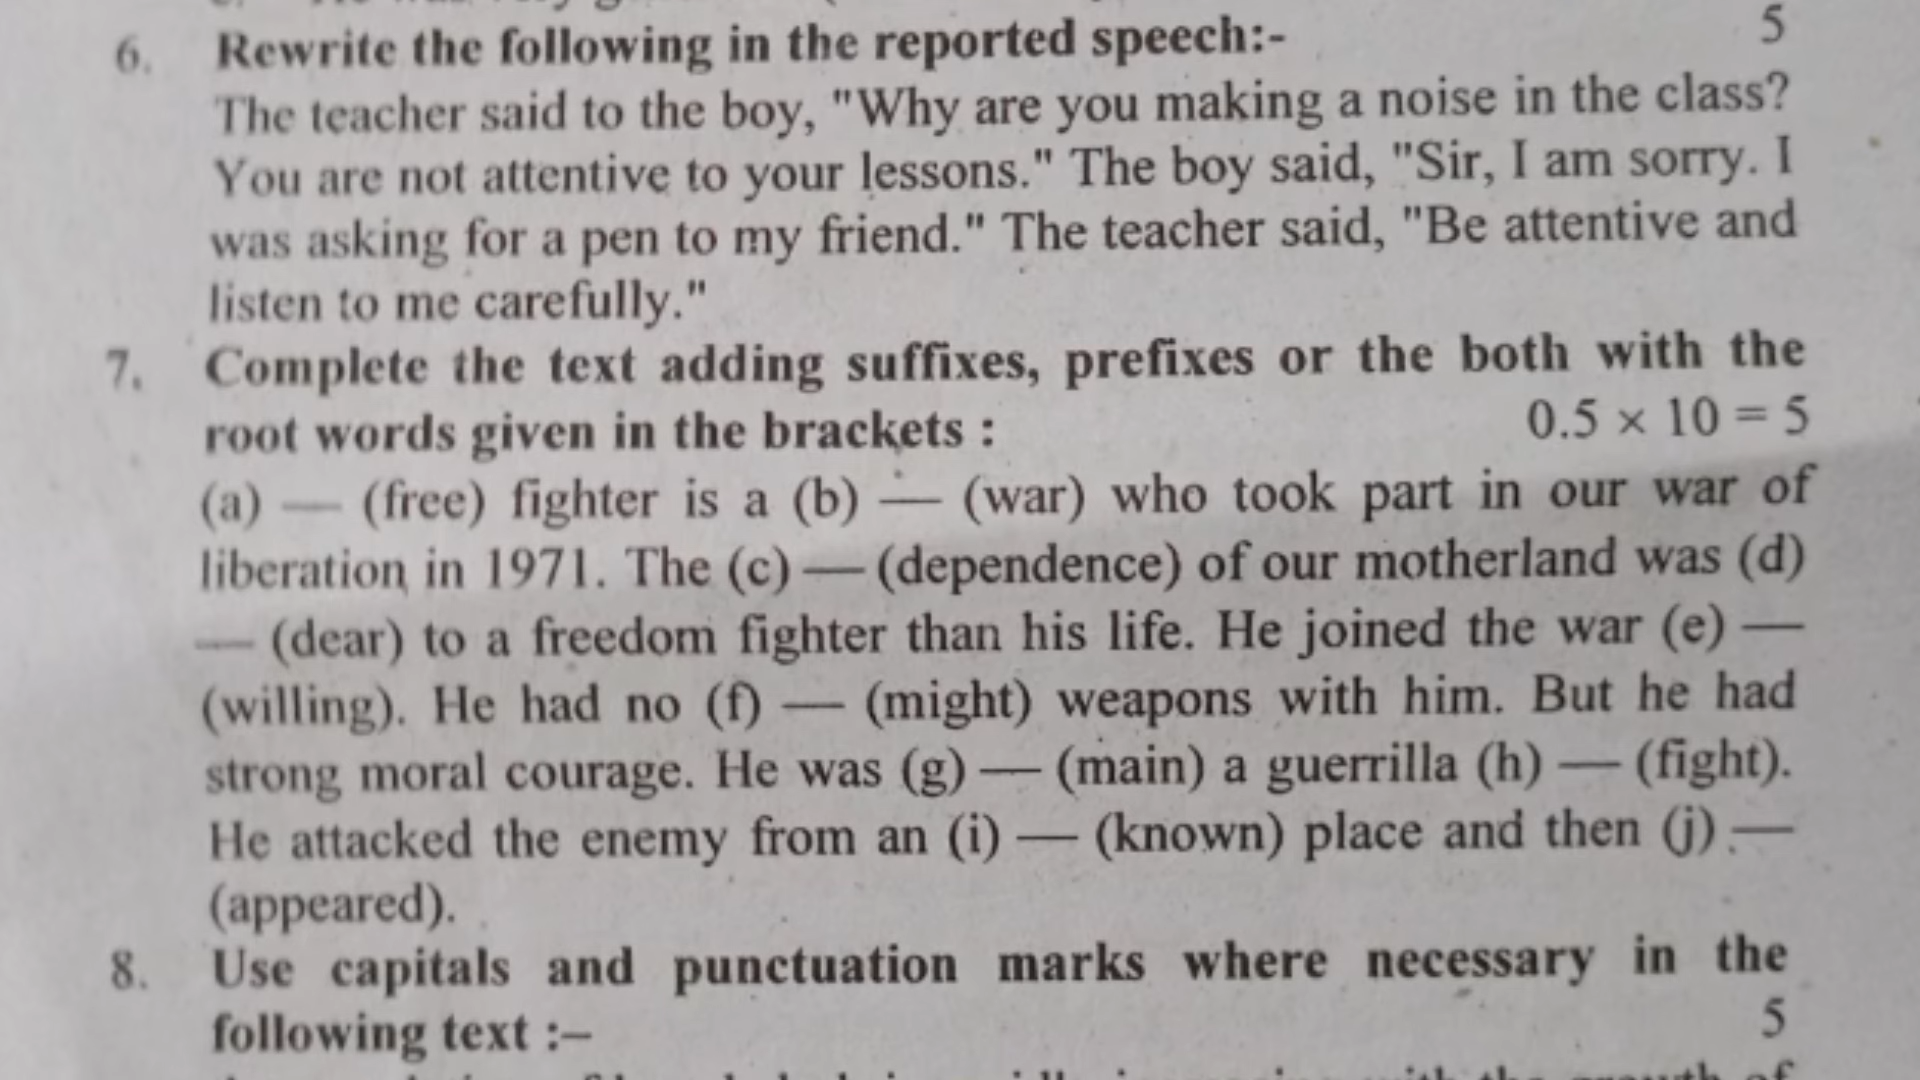 6. Rewrite the following in the reported speech:- 5
The teacher said to the boy, "Why are you making a noise in the class?
You are not attentive to your lessons." The boy said, "Sir, I am sorry. I
was asking for a pen to my friend." The teacher said, "Be attentive and
listen to me carefully."
7. Complete the text adding suffixes, prefixes or the both with the
root words given in the brackets : 0.5 × 10 = 5
(a) — (free) fighter is a (b) — (war) who took part in our war of
liberation in 1971. The (c) — (dependence) of our motherland was (d)
— (dear) to a freedom fighter than his life. He joined the war (e) —
(willing). He had no (f) — (might) weapons with him. But he had
strong moral courage. He was (g) — (main) a guerrilla (h) — (fight).
He attacked the enemy from an (i) — (known) place and then (j) —
(appeared).
8. Use capitals and punctuation marks where necessary in the
following text :– 5